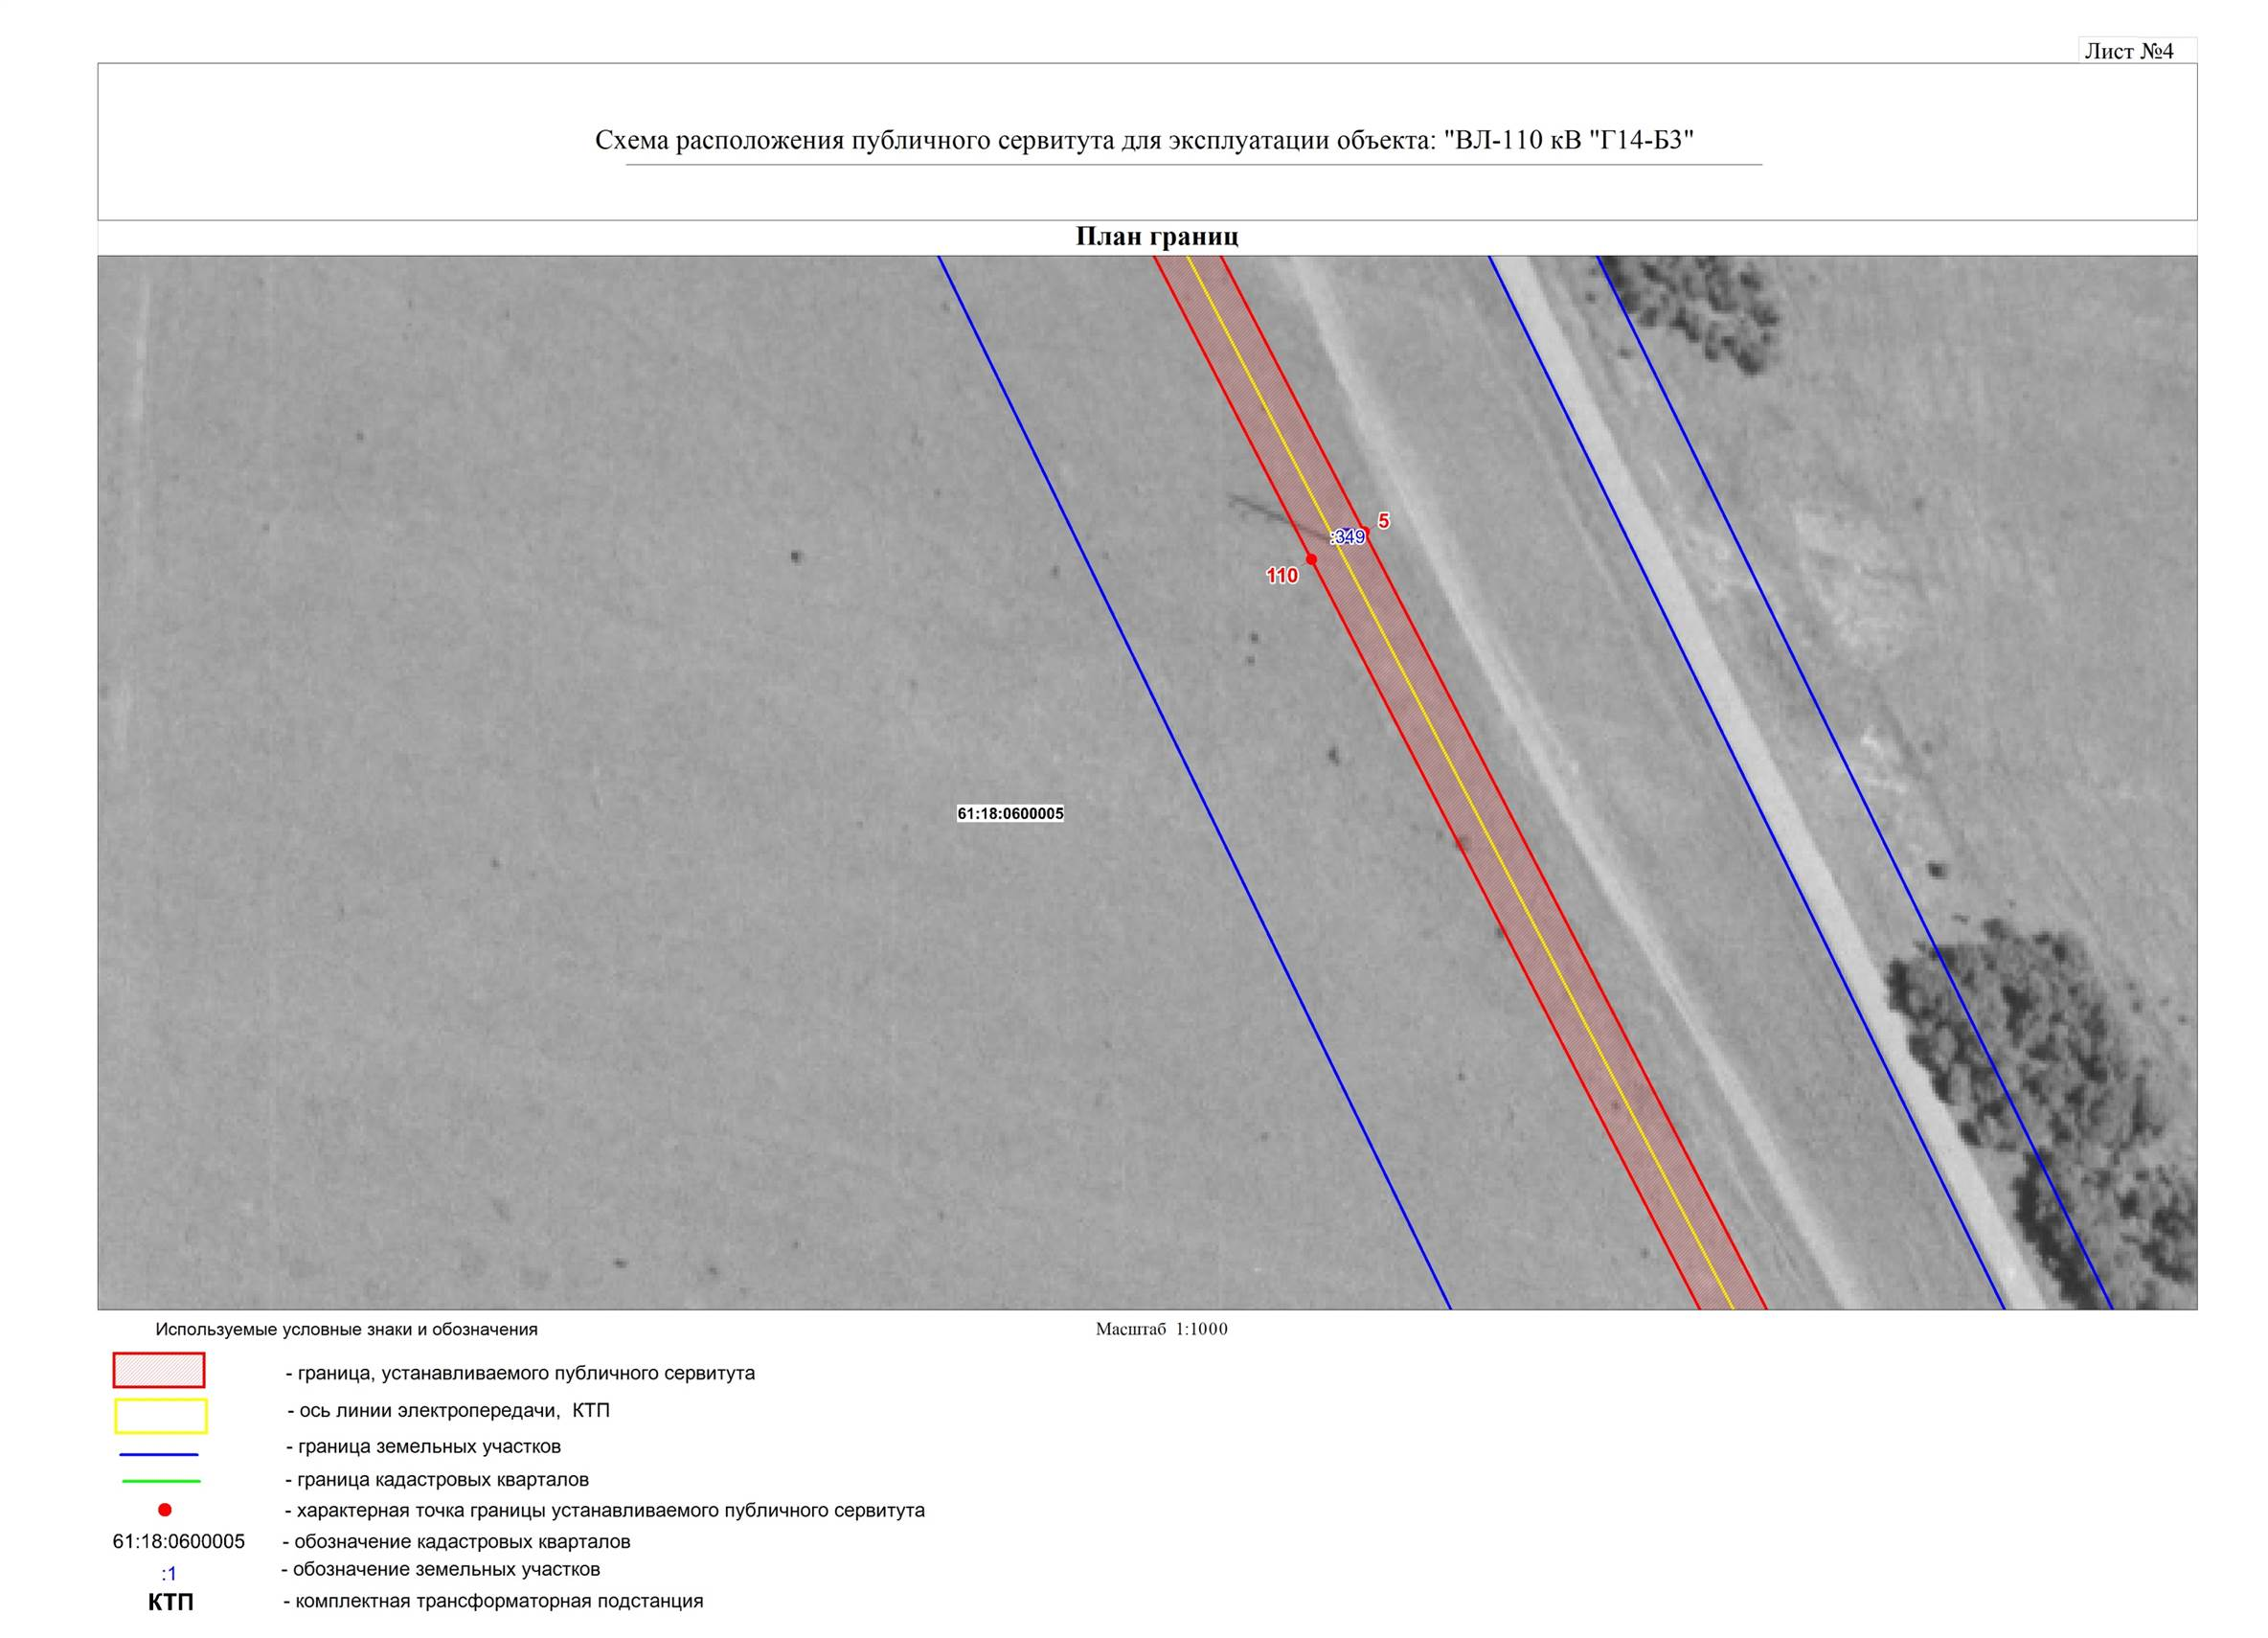 Лист №4
Схема расположения публичного сервитута для эксплуатации объекта: "ВЛ-110 кВ "Г14-Б3"
План границ
5
:349
110
61:18:0600005
Используемые условные знаки и обозначения
Масштаб 1:1000
- граница, устанавливаемого публичного сервитута
- ось линии электропередачи, КТП
- граница земельных участков
- граница кадастровых кварталов
- характерная точка границы устанавливаемого публичного сервитута
61:18:0600005 - обозначение кадастровых кварталов
:1 - обозначение земельных участков
КТП - комплектная трансформаторная подстанция